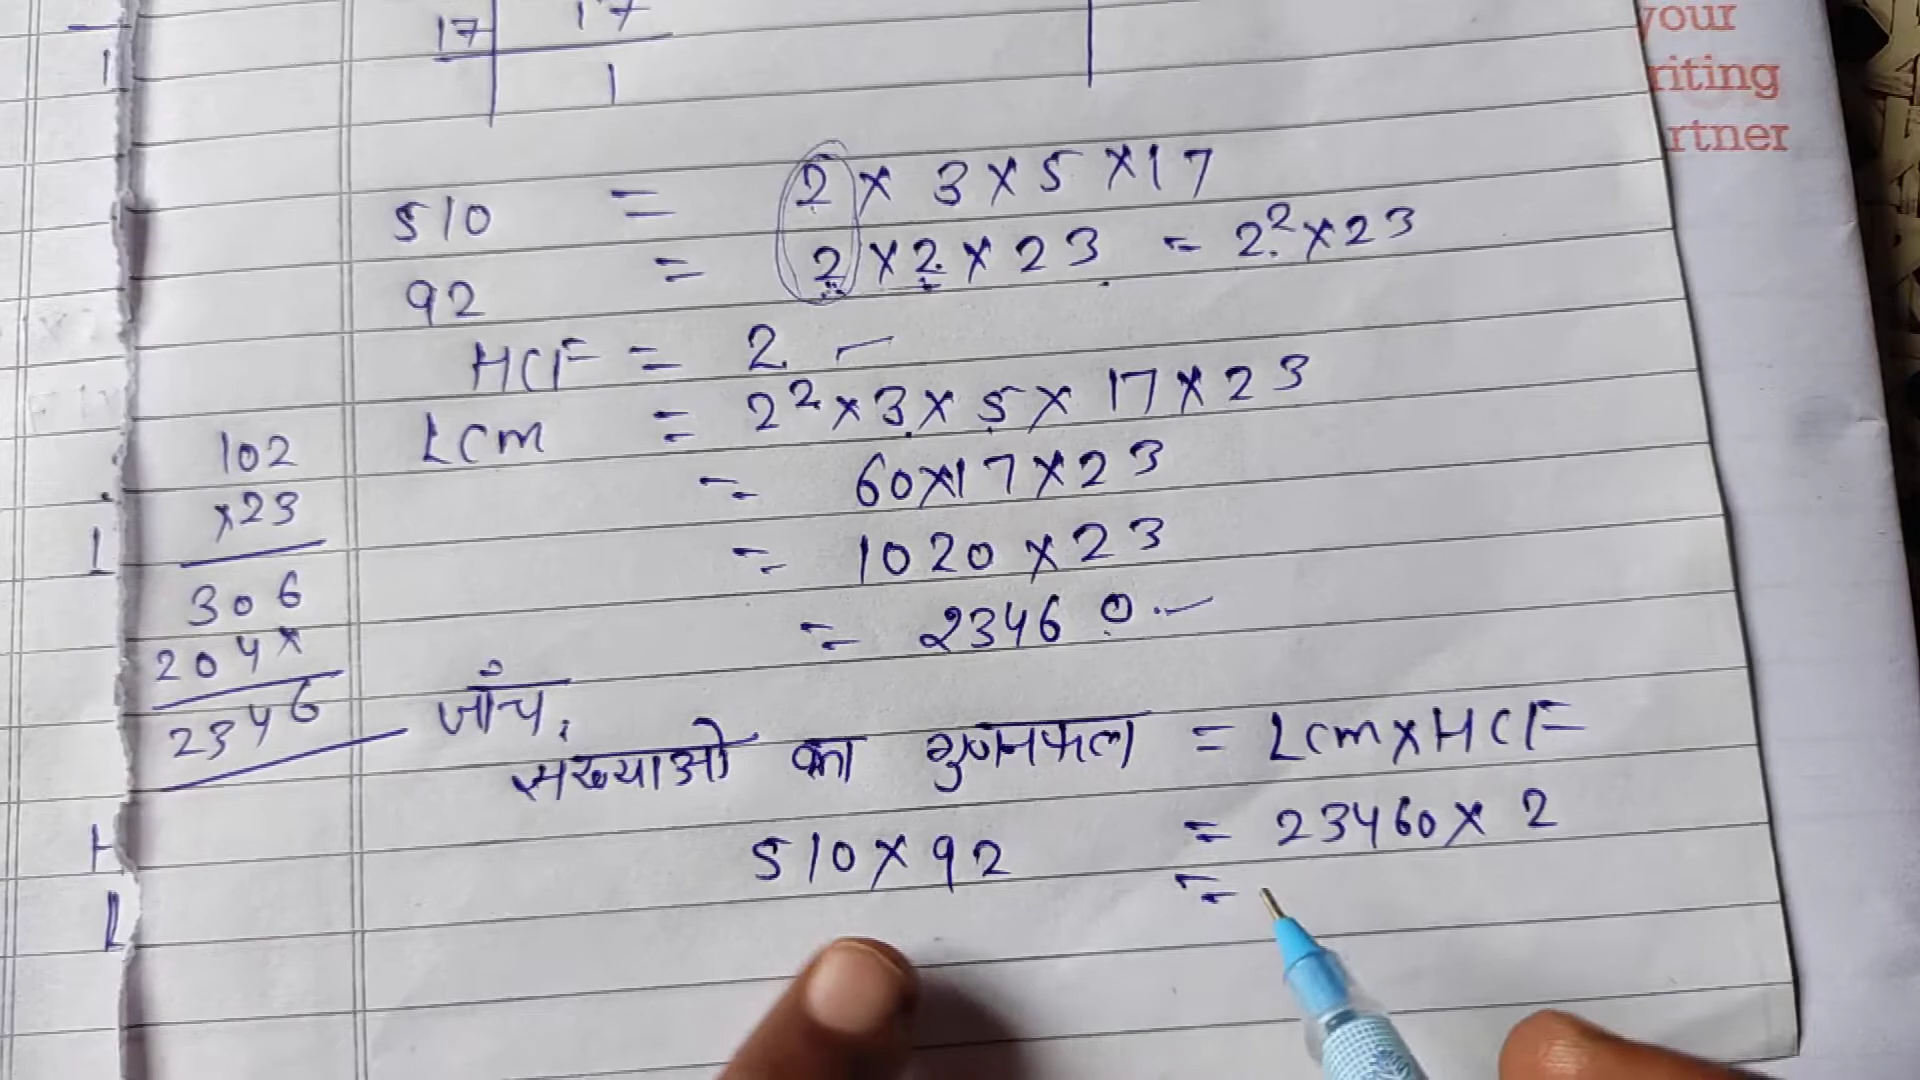 17 | 17
1
your
riting
rtner
510 = 2 × 3 × 5 × 17
92 = 2 × 2 × 23 = 2² × 23
HCF = 2
LCM = 2² × 3 × 5 × 17 × 23
= 60 × 17 × 23
= 1020 × 23
= 23460
102
×23
306
204×
2346
जाँच,
संख्याओ का गुणनफल = LCM × HCF
510 × 92 = 23460 × 2
=